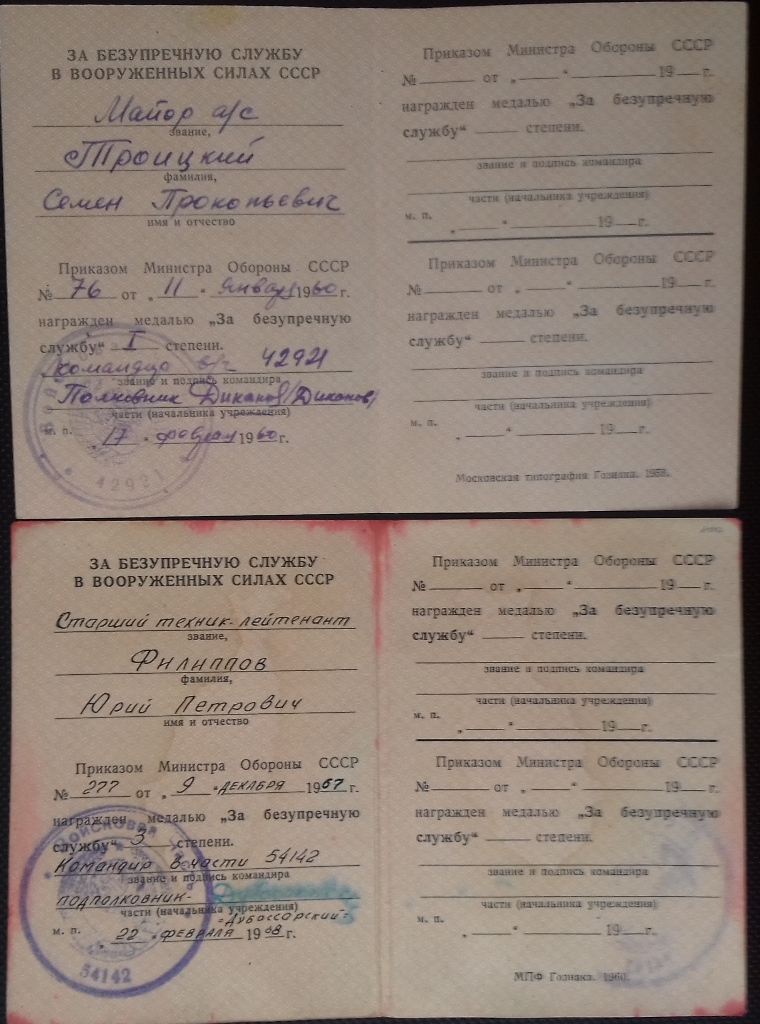 ЗА БЕЗУПРЕЧНУЮ СЛУЖБУ
В ВООРУЖЕННЫХ СИЛАХ СССР
Майор а/с
звание,
Троицкий
фамилия,
Семен Прокопьевич
имя и отчество
Приказом Министра Обороны СССР
№ 76 от „11“ января 1960 г.
награжден медалью „За безупречную
службу“ I степени.
Командир в/ч 42921
звание и подпись командира
Полковник Диканов /Диканов/
части (начальника учреждения)
м. п. „17“ феврал 1960 г.
42921
Приказом Министра Обороны СССР
№ от „ “ 19 г.
награжден медалью „За безупречную
службу“ степени.
звание и подпись командира
части (начальника учреждения)
м. п. „ “ 19 г.
Приказом Министра Обороны СССР
№ от „ “ 19 г.
награжден медалью „За безупречную
службу“ степени.
звание и подпись командира
части (начальника учреждения)
м. п. „ “ 19 г.
Московская типография Гознака. 1958.
ЗА БЕЗУПРЕЧНУЮ СЛУЖБУ
В ВООРУЖЕННЫХ СИЛАХ СССР
Старший техник-лейтенант
звание,
Филиппов
фамилия,
Юрий Петрович
имя и отчество
Приказом Министра Обороны СССР
№ 277 от „9“ ДЕКАБРЯ 1967 г.
награжден медалью „За безупречную
службу“ 3 степени.
Командир в части 54142
звание и подпись командира
подполковник-
части (начальника учреждения)
-Дубоссарский-
м. п. „22“ ФЕВРАЛЯ 1968 г.
ВОЙСКОВАЯ ЧАСТЬ
54142
Приказом Министра Обороны СССР
№ от „ “ 19 г.
награжден медалью „За безупречную
службу“ степени.
звание и подпись командира
части (начальника учреждения)
м. п. „ “ 19 г.
Приказом Министра Обороны СССР
№ от „ “ 19 г.
награжден медалью „За безупречную
службу“ степени.
звание и подпись командира
части (начальника учреждения)
м. п. „ “ 19 г.
МПФ Гознака. 1960.